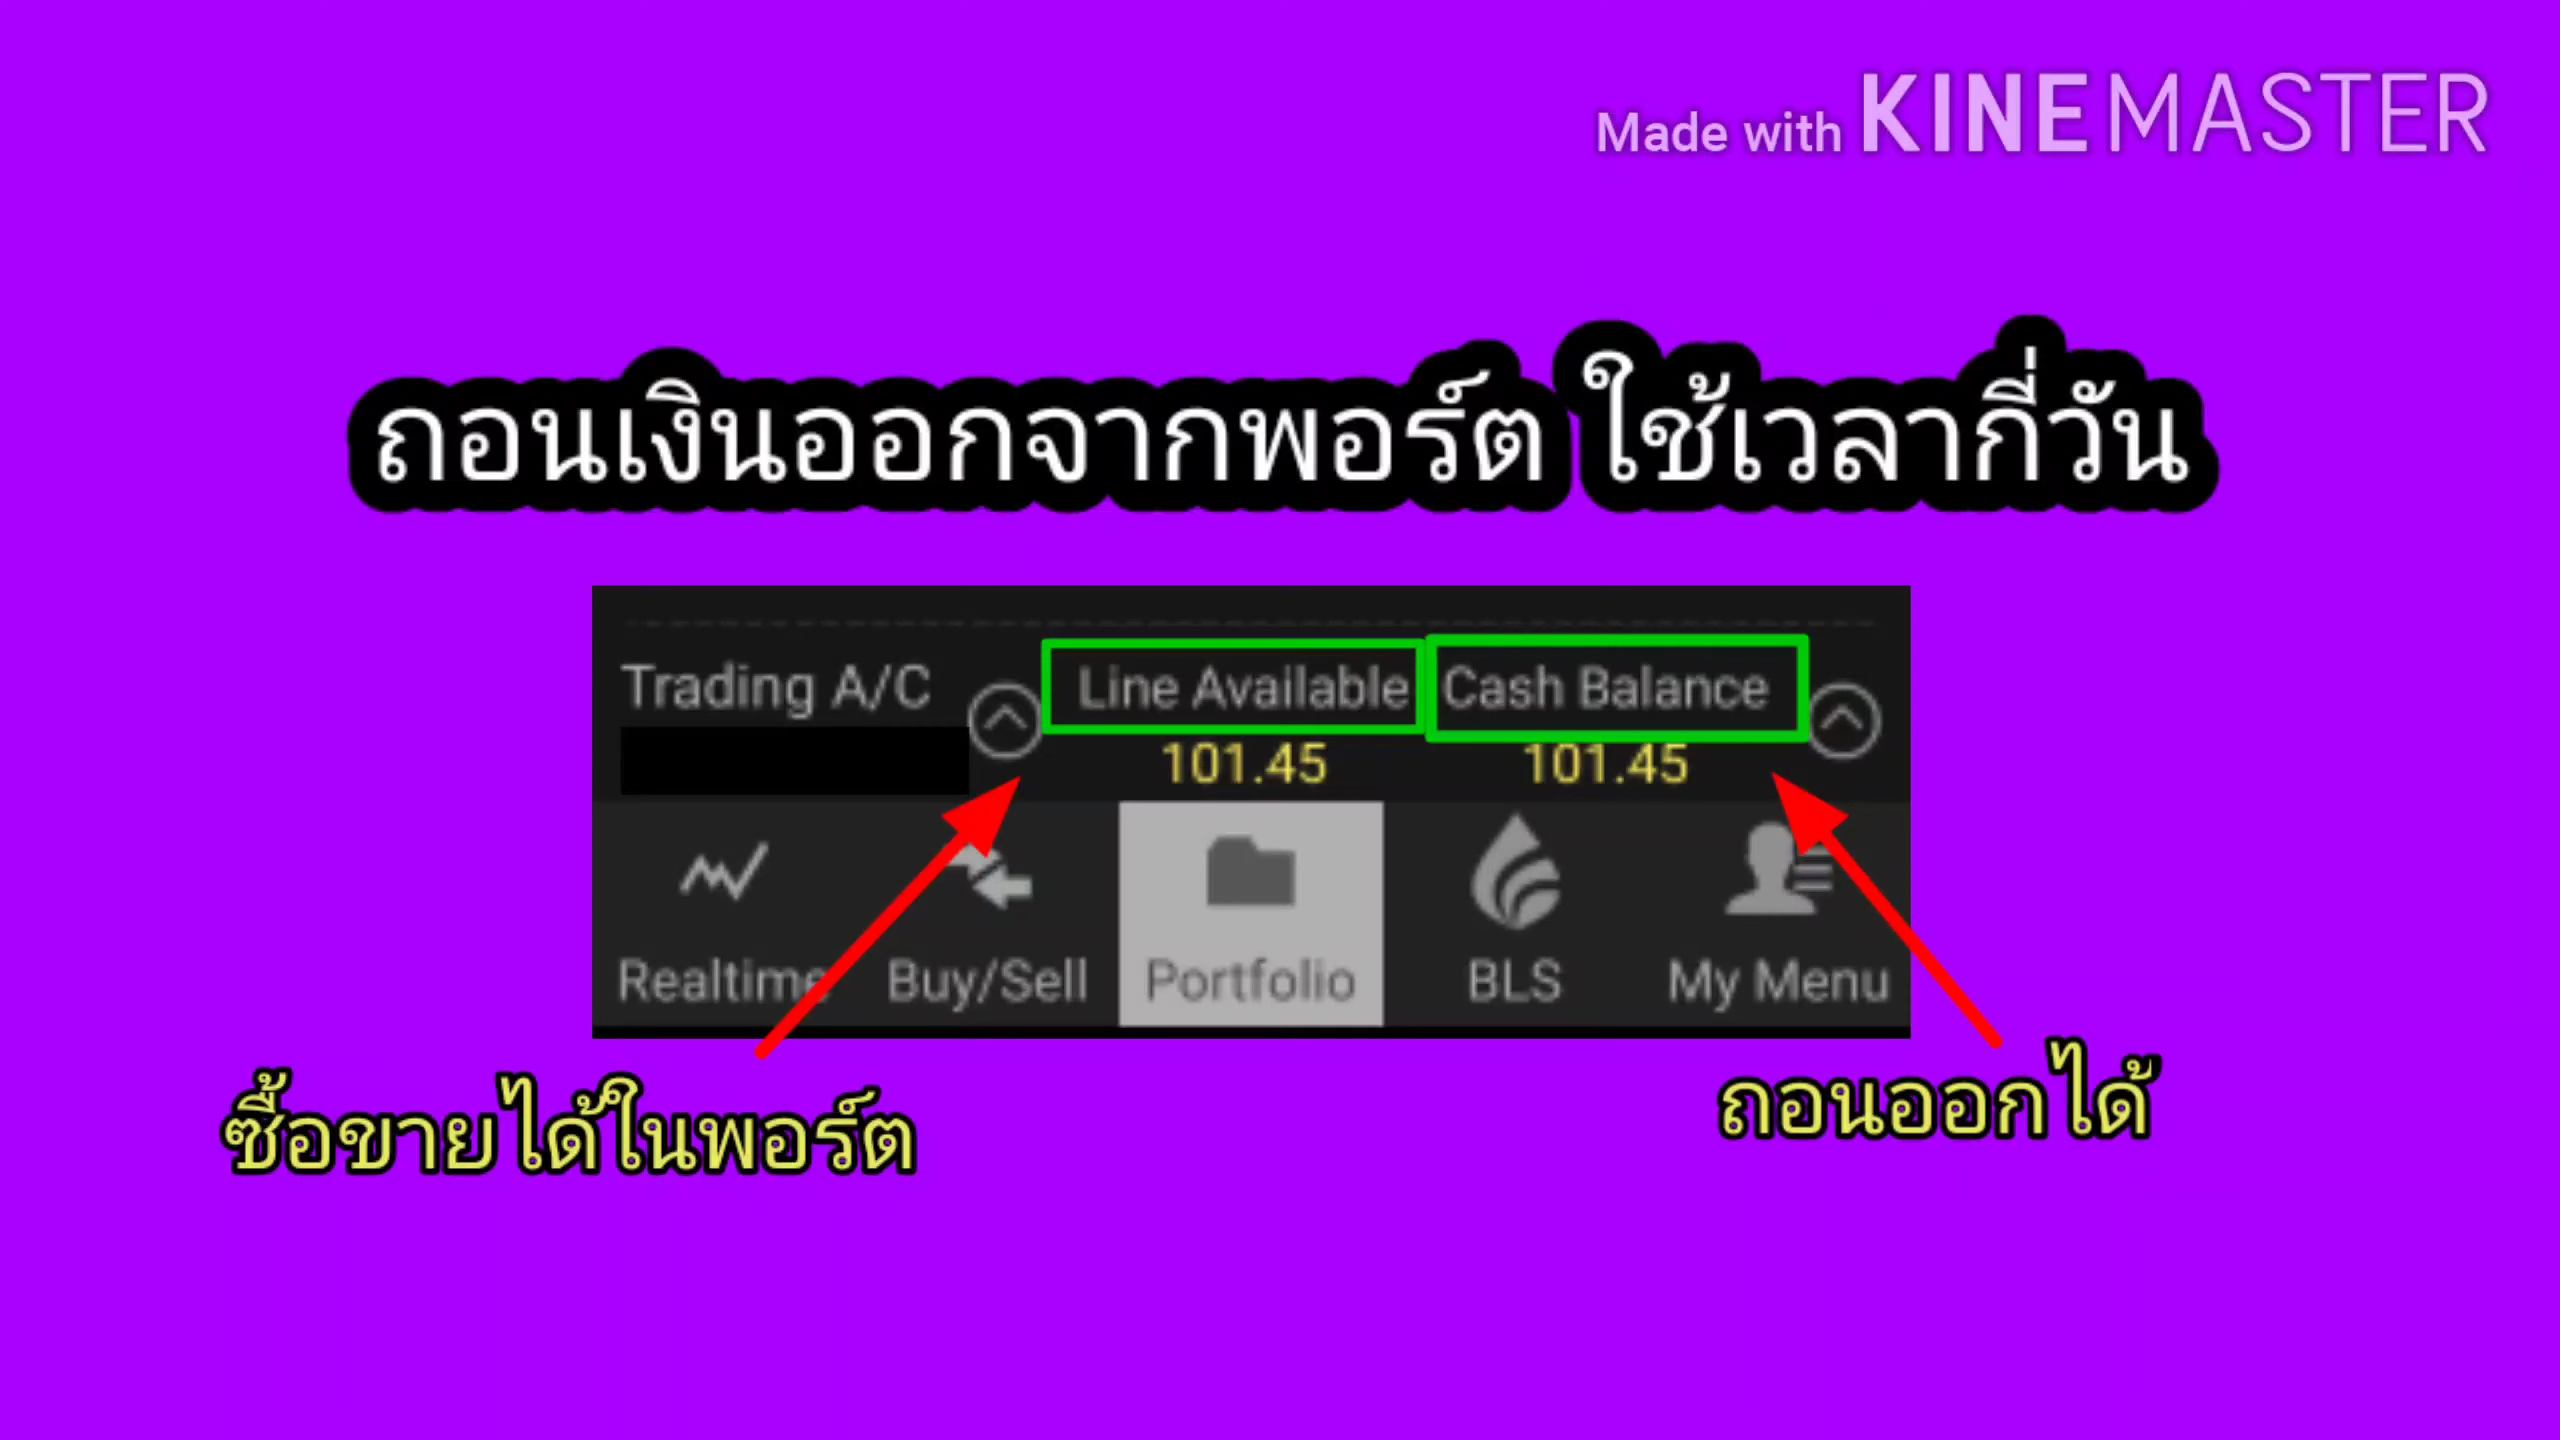 Made with KINEMASTER
ถอนเงินออกจากพอร์ต ใช้เวลากี่วัน
Trading A/C Line Available Cash Balance
101.45 101.45
Realtime Buy/Sell Portfolio BLS My Menu
ซื้อขายได้ในพอร์ต
ถอนออกได้